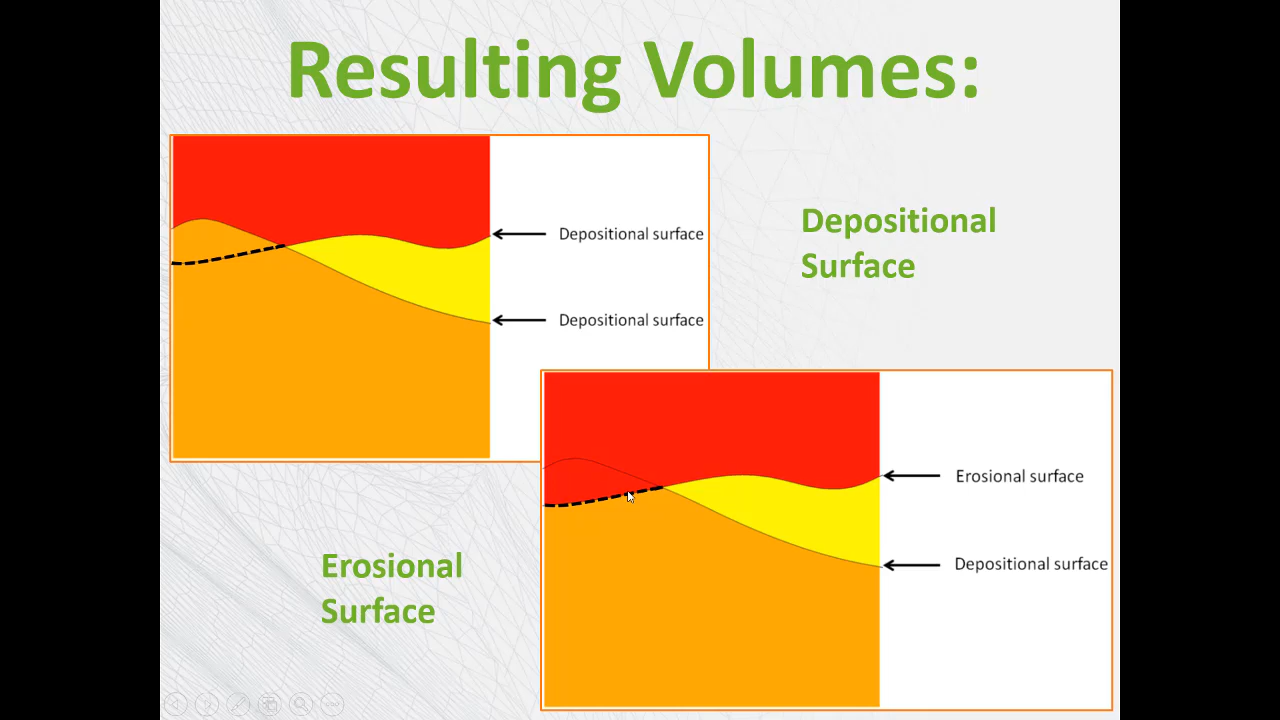 Resulting Volumes:
Depositional surface
Depositional surface
Depositional
Surface
Erosional surface
Depositional surface
Erosional
Surface